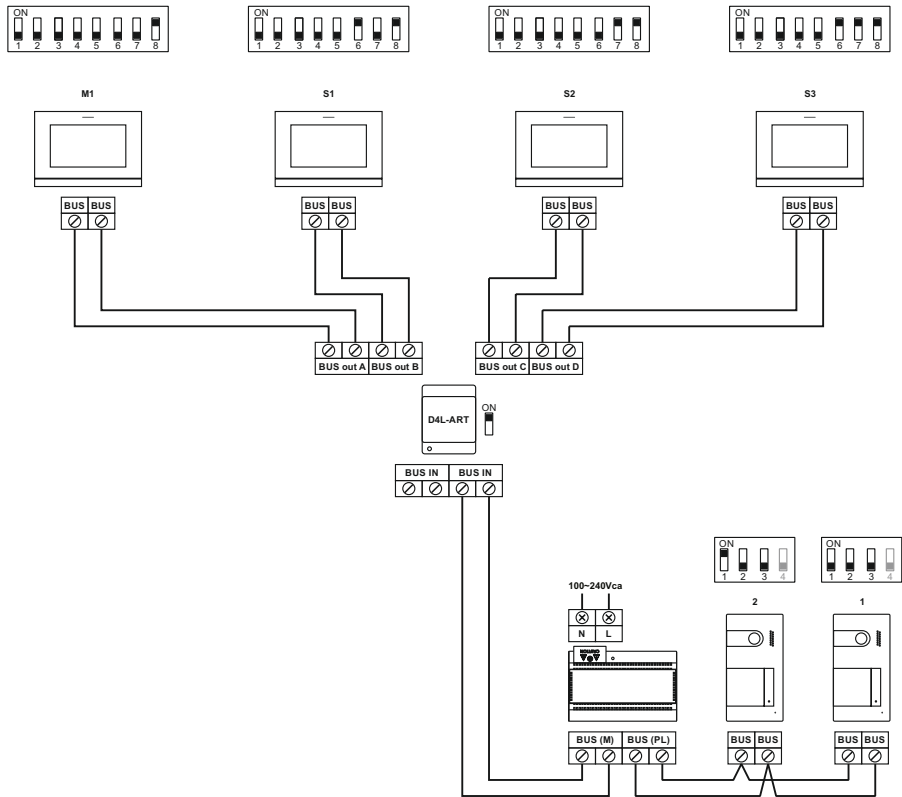 ON
1 2 3 4 5 6 7 8
ON
1 2 3 4 5 6 7 8
ON
1 2 3 4 5 6 7 8
ON
1 2 3 4 5 6 7 8
M1
S1
S2
S3
BUS BUS
BUS BUS
BUS BUS
BUS BUS
BUS out A BUS out B
BUS out C BUS out D
D4L-ART
ON
BUS IN BUS IN
ON
1 2 3 4
ON
1 2 3 4
100~240Vca
2
1
N L
CAUTION
BUS (M) BUS (PL)
BUS BUS
BUS BUS